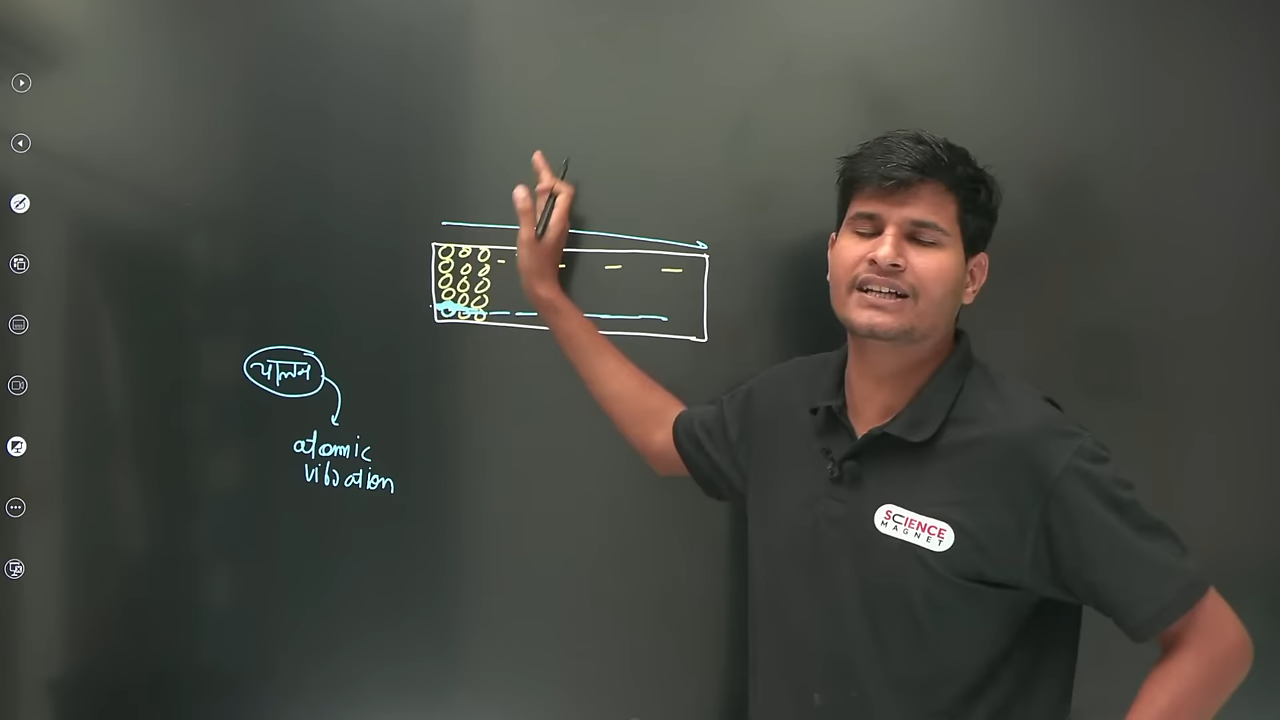 चालन
atomic
vibration
SCIENCE
MAGNET